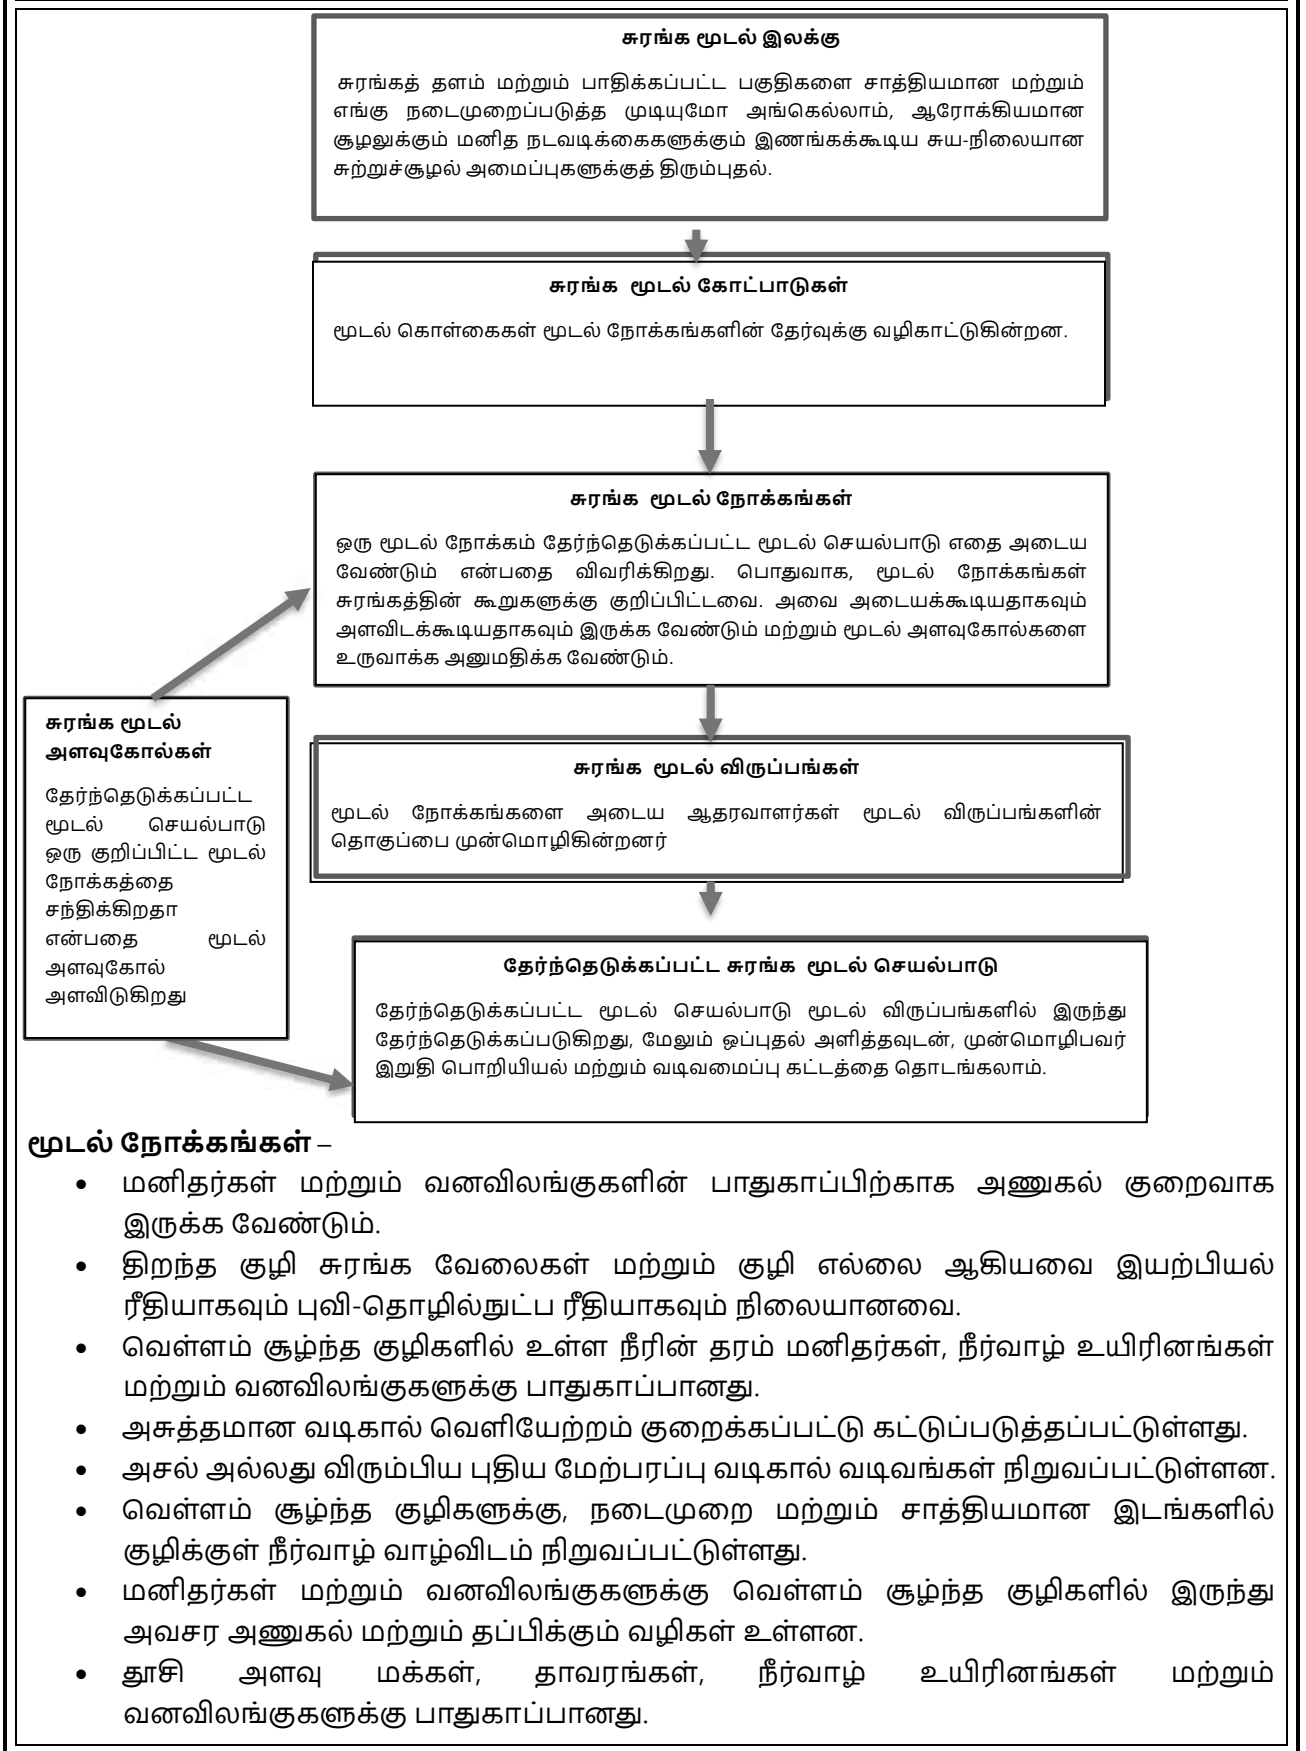 சுரங்க மூடல் இலக்கு
சுரங்கத் தளம் மற்றும் பாதிக்கப்பட்ட பகுதிகளை சாத்தியமான மற்றும்
எங்கு நடைமுறைப்படுத்த முடியுமோ அங்கெல்லாம், ஆரோக்கியமான
சூழலுக்கும் மனித நடவடிக்கைகளுக்கும் இணங்கக்கூடிய சுய-நிலையான
சுற்றுச்சூழல் அமைப்புகளுக்குத் திரும்புதல்.
சுரங்க மூடல் கோட்பாடுகள்
மூடல் கொள்கைகள் மூடல் நோக்கங்களின் தேர்வுக்கு வழிகாட்டுகின்றன.
சுரங்க மூடல் நோக்கங்கள்
ஒரு மூடல் நோக்கம் தேர்ந்தெடுக்கப்பட்ட மூடல் செயல்பாடு எதை அடைய
வேண்டும் என்பதை விவரிக்கிறது. பொதுவாக, மூடல் நோக்கங்கள்
சுரங்கத்தின் கூறுகளுக்கு குறிப்பிட்டவை. அவை அடையக்கூடியதாகவும்
அளவிடக்கூடியதாகவும் இருக்க வேண்டும் மற்றும் மூடல் அளவுகோல்களை
உருவாக்க அனுமதிக்க வேண்டும்.
சுரங்க மூடல்
அளவுகோல்கள்
தேர்ந்தெடுக்கப்பட்ட
மூடல் செயல்பாடு
ஒரு குறிப்பிட்ட மூடல்
நோக்கத்தை
சந்திக்கிறதா
என்பதை மூடல்
அளவுகோல்
அளவிடுகிறது
சுரங்க மூடல் விருப்பங்கள்
மூடல் நோக்கங்களை அடைய ஆதரவாளர்கள் மூடல் விருப்பங்களின்
தொகுப்பை முன்மொழிகின்றனர்
தேர்ந்தெடுக்கப்பட்ட சுரங்க மூடல் செயல்பாடு
தேர்ந்தெடுக்கப்பட்ட மூடல் செயல்பாடு மூடல் விருப்பங்களில் இருந்து
தேர்ந்தெடுக்கப்படுகிறது, மேலும் ஒப்புதல் அளித்தவுடன், முன்மொழிபவர்
இறுதி பொறியியல் மற்றும் வடிவமைப்பு கட்டத்தை தொடங்கலாம்.
மூடல் நோக்கங்கள் –
• மனிதர்கள் மற்றும் வனவிலங்குகளின் பாதுகாப்பிற்காக அணுகல் குறைவாக
இருக்க வேண்டும்.
• திறந்த குழி சுரங்க வேலைகள் மற்றும் குழி எல்லை ஆகியவை இயற்பியல்
ரீதியாகவும் புவி-தொழில்நுட்ப ரீதியாகவும் நிலையானவை.
• வெள்ளம் சூழ்ந்த குழிகளில் உள்ள நீரின் தரம் மனிதர்கள், நீர்வாழ் உயிரினங்கள்
மற்றும் வனவிலங்குகளுக்கு பாதுகாப்பானது.
• அசுத்தமான வடிகால் வெளியேற்றம் குறைக்கப்பட்டு கட்டுப்படுத்தப்பட்டுள்ளது.
• அசல் அல்லது விரும்பிய புதிய மேற்பரப்பு வடிகால் வடிவங்கள் நிறுவப்பட்டுள்ளன.
• வெள்ளம் சூழ்ந்த குழிகளுக்கு, நடைமுறை மற்றும் சாத்தியமான இடங்களில்
குழிக்குள் நீர்வாழ் வாழ்விடம் நிறுவப்பட்டுள்ளது.
• மனிதர்கள் மற்றும் வனவிலங்குகளுக்கு வெள்ளம் சூழ்ந்த குழிகளில் இருந்து
அவசர அணுகல் மற்றும் தப்பிக்கும் வழிகள் உள்ளன.
• தூசி அளவு மக்கள், தாவரங்கள், நீர்வாழ் உயிரினங்கள் மற்றும்
வனவிலங்குகளுக்கு பாதுகாப்பானது.